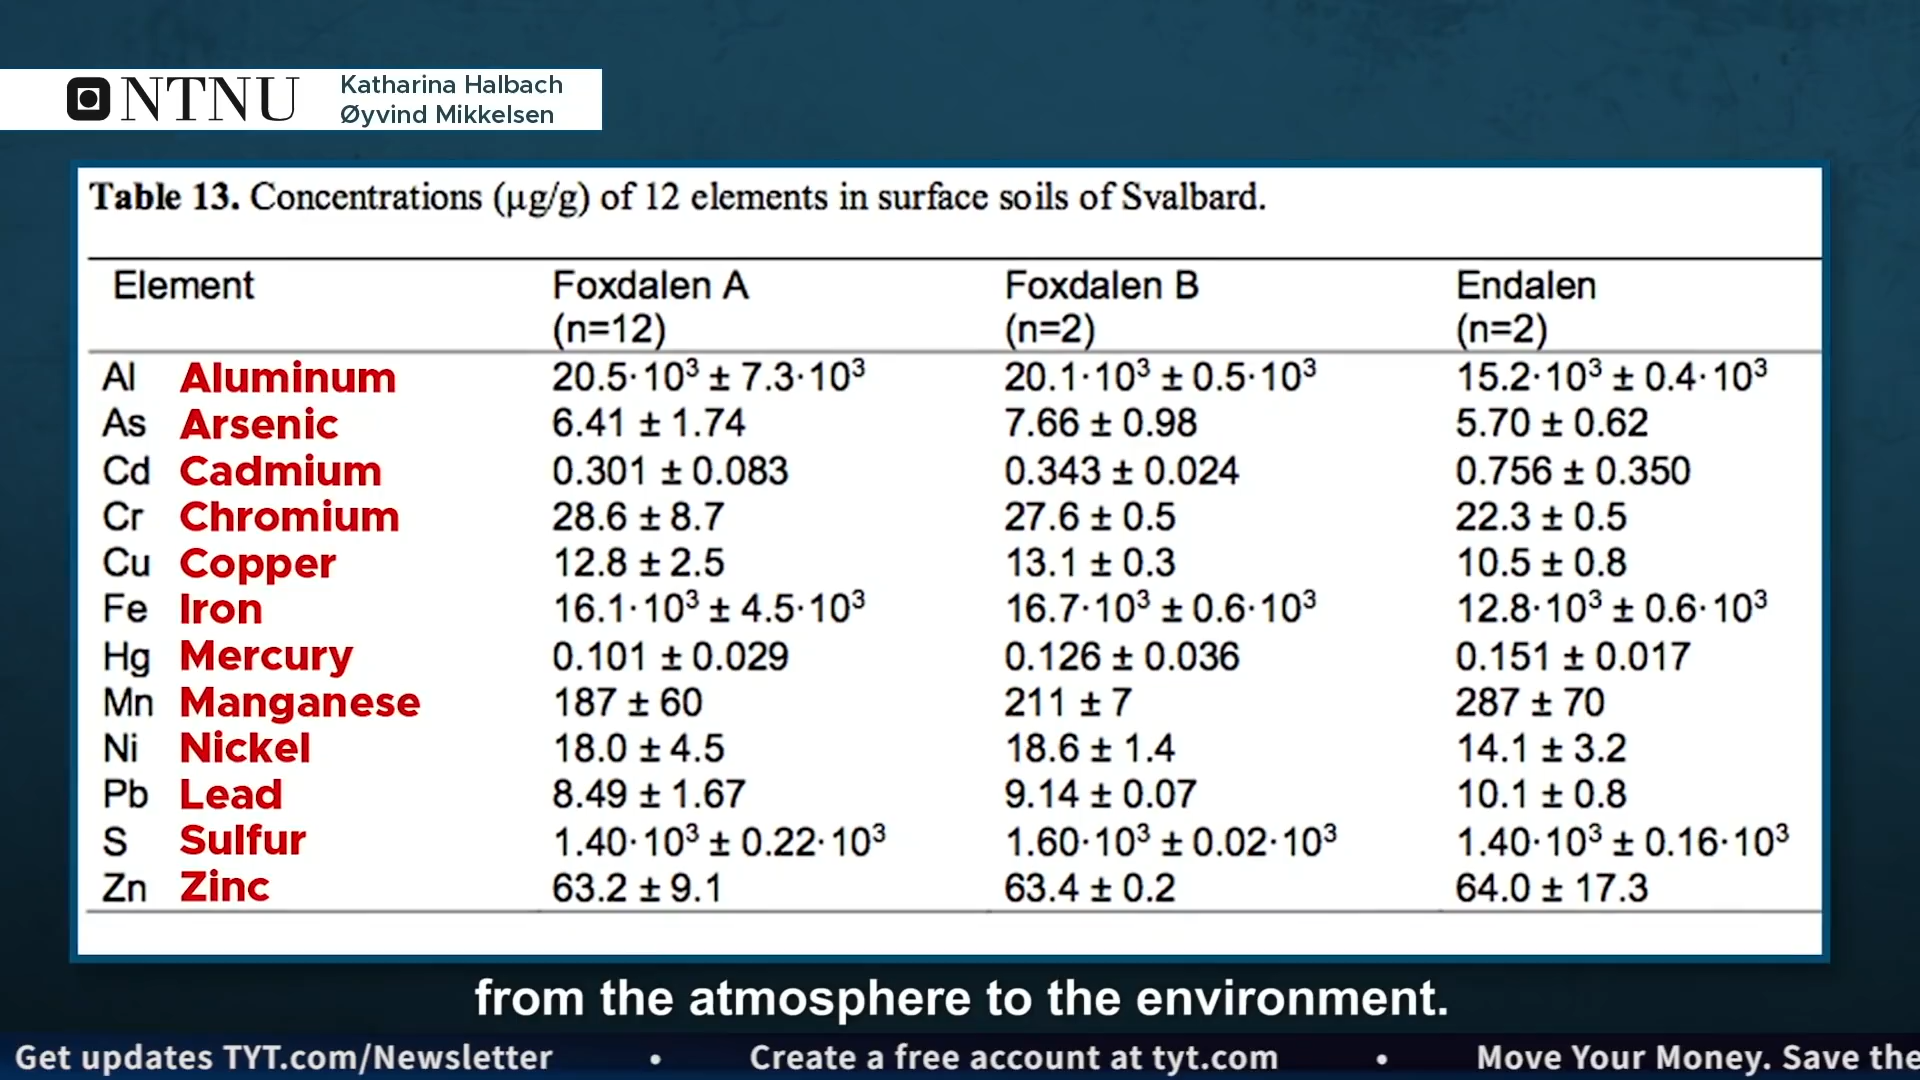 NTNU
Katharina Halbach
Øyvind Mikkelsen
Table 13. Concentrations (µg/g) of 12 elements in surface soils of Svalbard.
Element Foxdalen A Foxdalen B Endalen
(n=12) (n=2) (n=2)
Al Aluminum 20.5·10³ ± 7.3·10³ 20.1·10³ ± 0.5·10³ 15.2·10³ ± 0.4·10³
As Arsenic 6.41 ± 1.74 7.66 ± 0.98 5.70 ± 0.62
Cd Cadmium 0.301 ± 0.083 0.343 ± 0.024 0.756 ± 0.350
Cr Chromium 28.6 ± 8.7 27.6 ± 0.5 22.3 ± 0.5
Cu Copper 12.8 ± 2.5 13.1 ± 0.3 10.5 ± 0.8
Fe Iron 16.1·10³ ± 4.5·10³ 16.7·10³ ± 0.6·10³ 12.8·10³ ± 0.6·10³
Hg Mercury 0.101 ± 0.029 0.126 ± 0.036 0.151 ± 0.017
Mn Manganese 187 ± 60 211 ± 7 287 ± 70
Ni Nickel 18.0 ± 4.5 18.6 ± 1.4 14.1 ± 3.2
Pb Lead 8.49 ± 1.67 9.14 ± 0.07 10.1 ± 0.8
S Sulfur 1.40·10³ ± 0.22·10³ 1.60·10³ ± 0.02·10³ 1.40·10³ ± 0.16·10³
Zn Zinc 63.2 ± 9.1 63.4 ± 0.2 64.0 ± 17.3
from the atmosphere to the environment.
Get updates TYT.com/Newsletter • Create a free account at tyt.com • Move Your Money. Save the